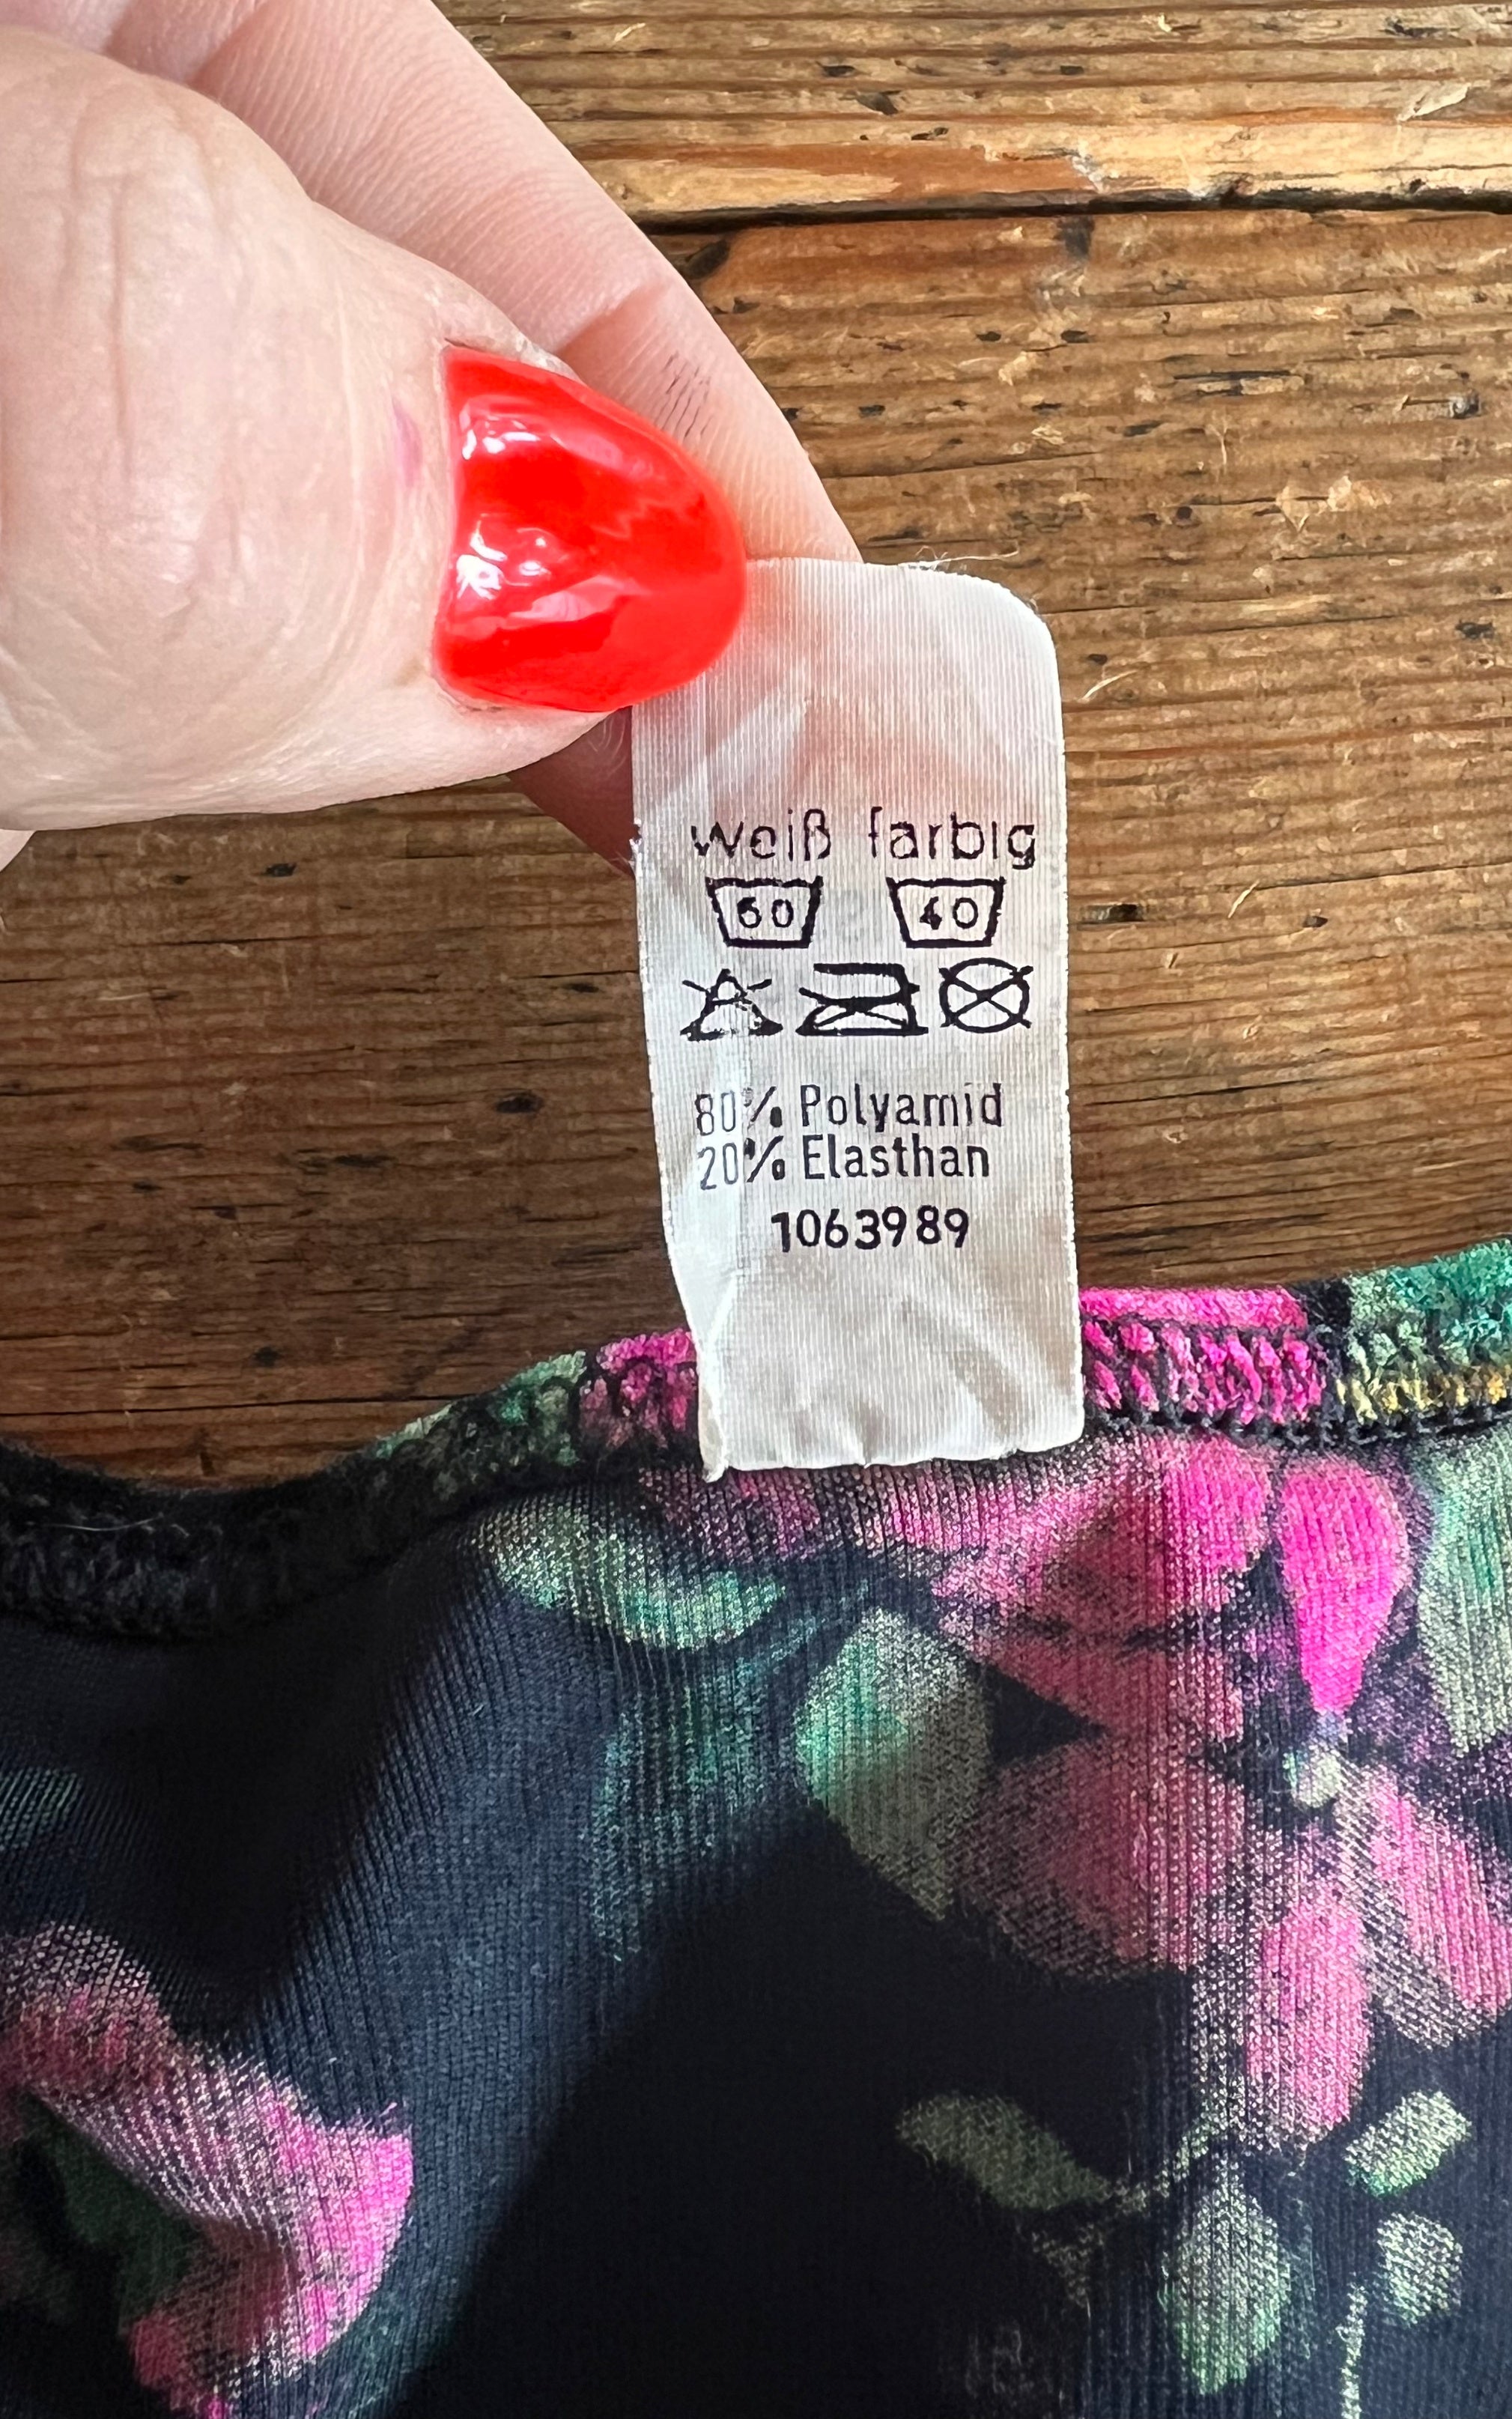 weiß farbig
60 40
80% Polyamid
20% Elasthan
1063989